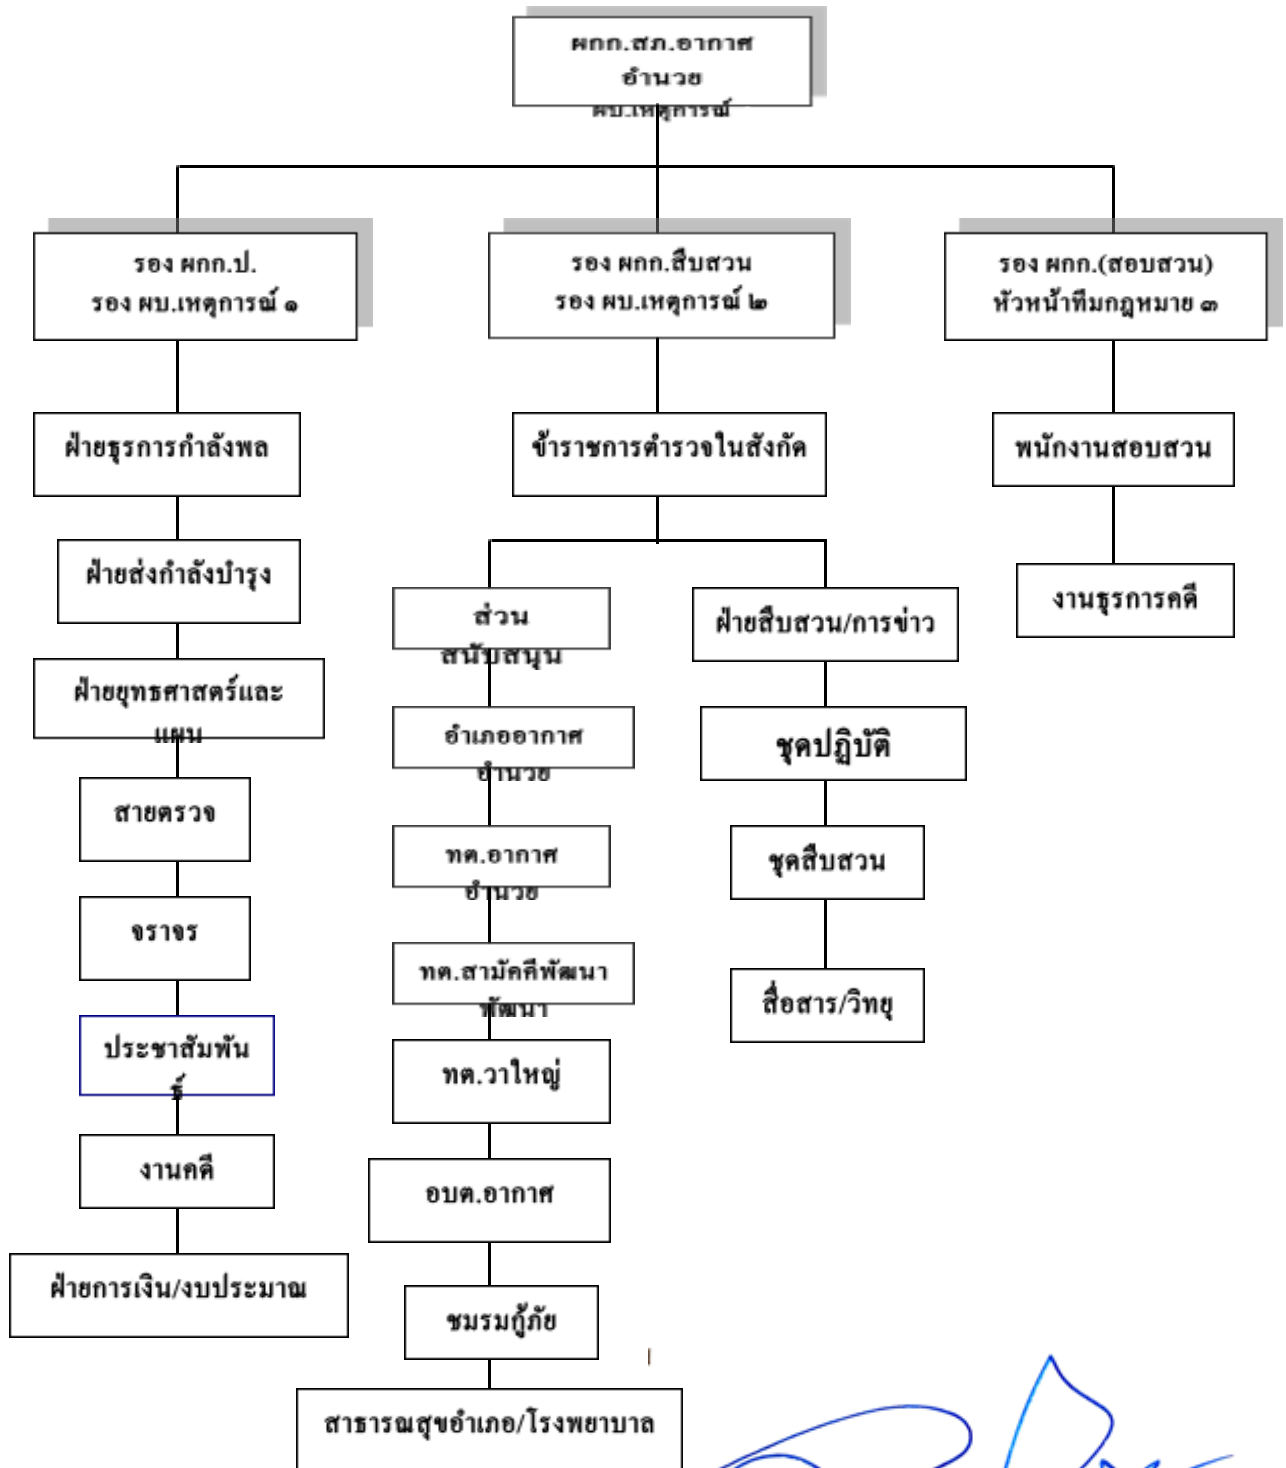 ผกก.สภ.อากาศ
อำนวย
ผบ.เหตุการณ์
รอง ผกก.ป.
รอง ผบ.เหตุการณ์ ๑
รอง ผกก.สืบสวน
รอง ผบ.เหตุการณ์ ๒
รอง ผกก.(สอบสวน)
หัวหน้าทีมกฎหมาย ๓
ฝ่ายธุรการกำลังพล
ข้าราชการตำรวจในสังกัด
พนักงานสอบสวน
ฝ่ายส่งกำลังบำรุง
ส่วน
สนับสนุน
ฝ่ายสืบสวน/การข่าว
งานธุรการคดี
ฝ่ายยุทธศาสตร์และ
แผน
อำเภออากาศ
อำนวย
ชุดปฏิบัติ
สายตรวจ
ทต.อากาศ
อำนวย
ชุดสืบสวน
จราจร
ทต.สามัคคีพัฒนา
พัฒนา
สื่อสาร/วิทยุ
ประชาสัมพัน
ธ์
ทต.วาใหญ่
งานคดี
อบต.อากาศ
ฝ่ายการเงิน/งบประมาณ
ชมรมกู้ภัย
สาธารณสุขอำเภอ/โรงพยาบาล